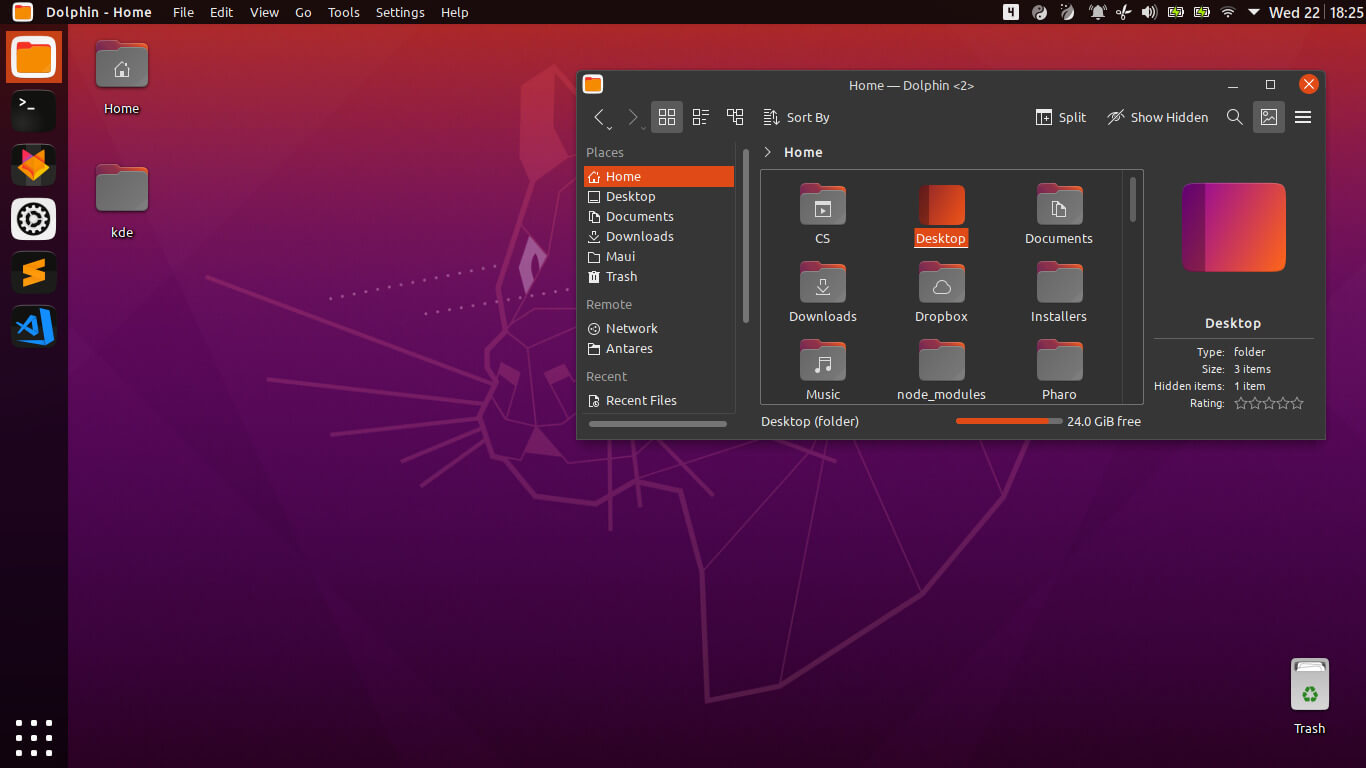 Dolphin - Home File Edit View Go Tools Settings Help 4 Wed 22 18:25
>_
Home
kde
Home — Dolphin <2>
Sort By Split Show Hidden
Places
Home
Desktop
Documents
Downloads
Maui
Trash
Remote
Network
Antares
Recent
Recent Files
Home
CS Desktop Documents
Downloads Dropbox Installers
Music node_modules Pharo
Desktop (folder) 24.0 GiB free
Desktop
Type: folder
Size: 3 items
Hidden items: 1 item
Rating:
Trash